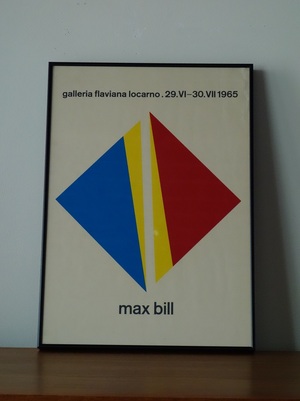 galleria flaviana locarno . 29.VI–30.VII 1965
max bill